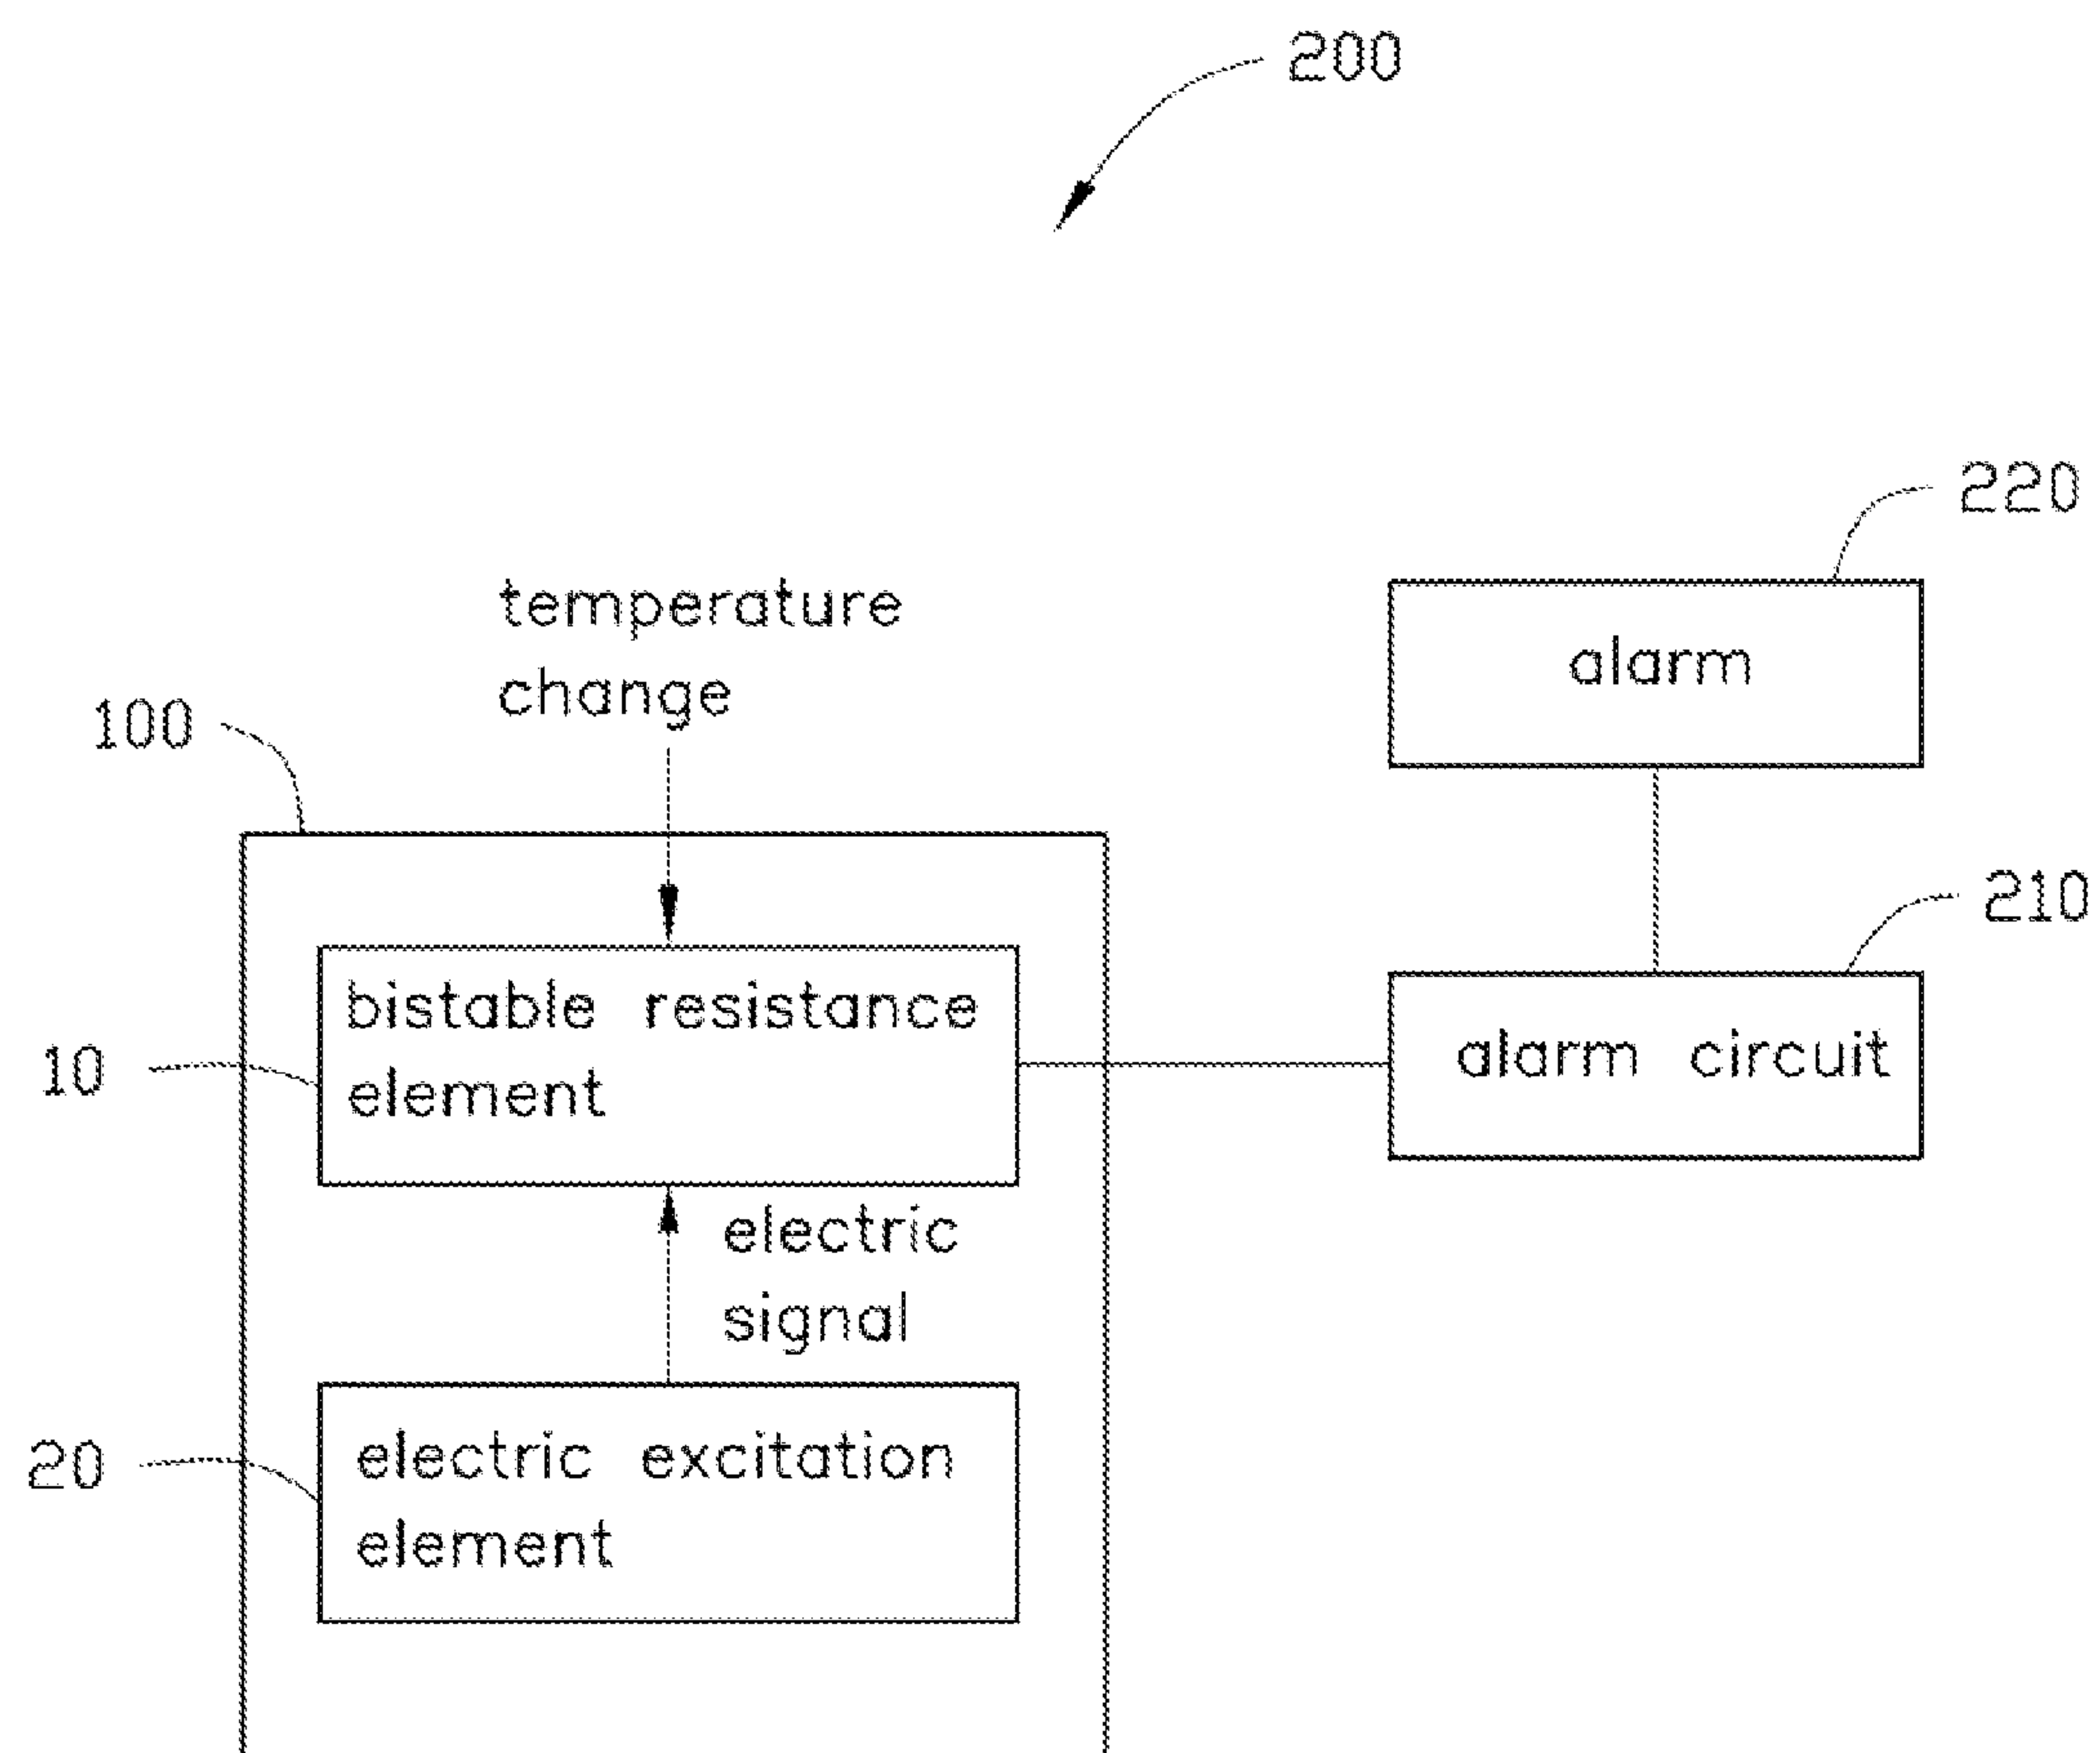 200
220
temperature
change
alarm
100
210
bistable resistance
element
10
alarm circuit
electric
signal
20
electric excitation
element